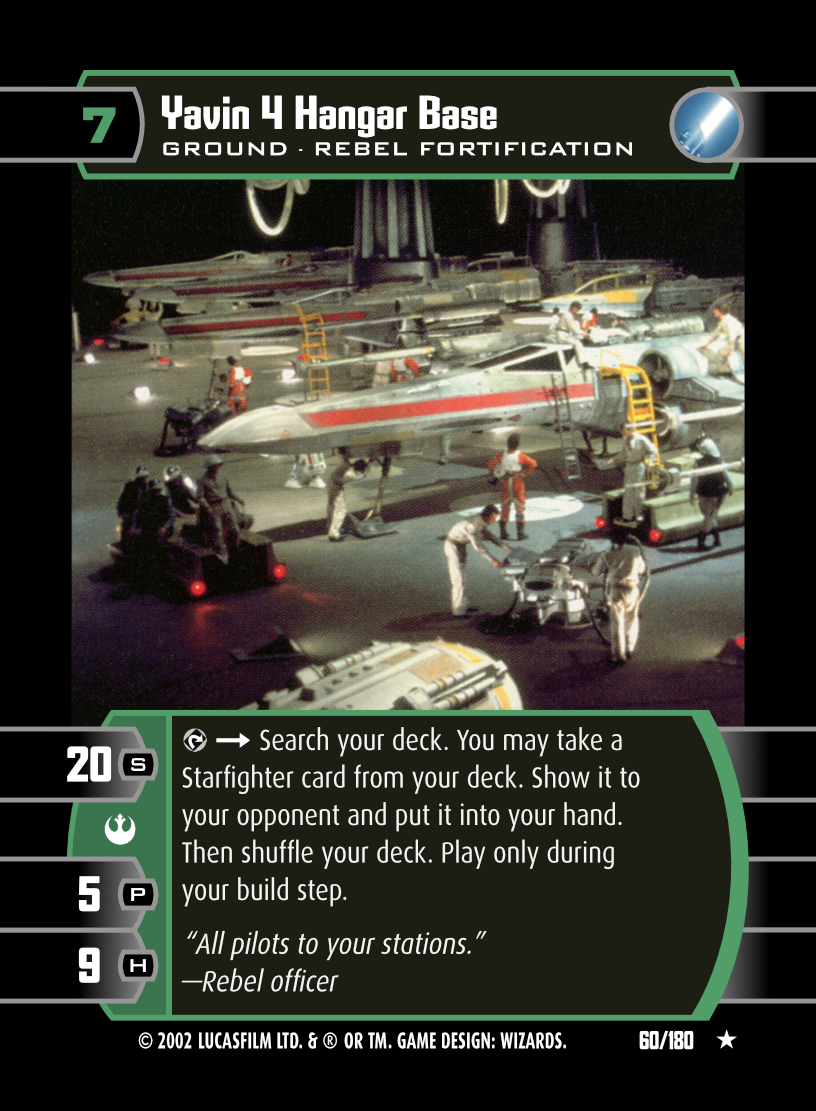 7
Yavin 4 Hangar Base
GROUND · REBEL FORTIFICATION
20 S
5 P
9 H
→ Search your deck. You may take a
Starfighter card from your deck. Show it to
your opponent and put it into your hand.
Then shuffle your deck. Play only during
your build step.
“All pilots to your stations.”
—Rebel officer
© 2002 LUCASFILM LTD. & ® OR TM. GAME DESIGN: WIZARDS.
60/180 ★